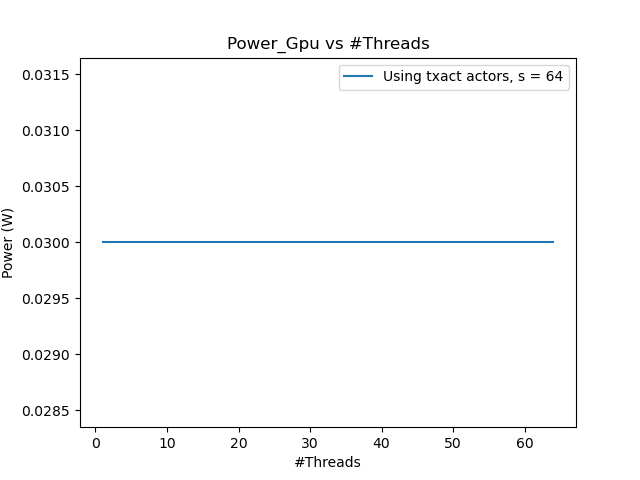 Power_Gpu vs #Threads
Using txact actors, s = 64
0.0315
0.0310
0.0305
0.0300
0.0295
0.0290
0.0285
Power (W)
0 10 20 30 40 50 60
#Threads